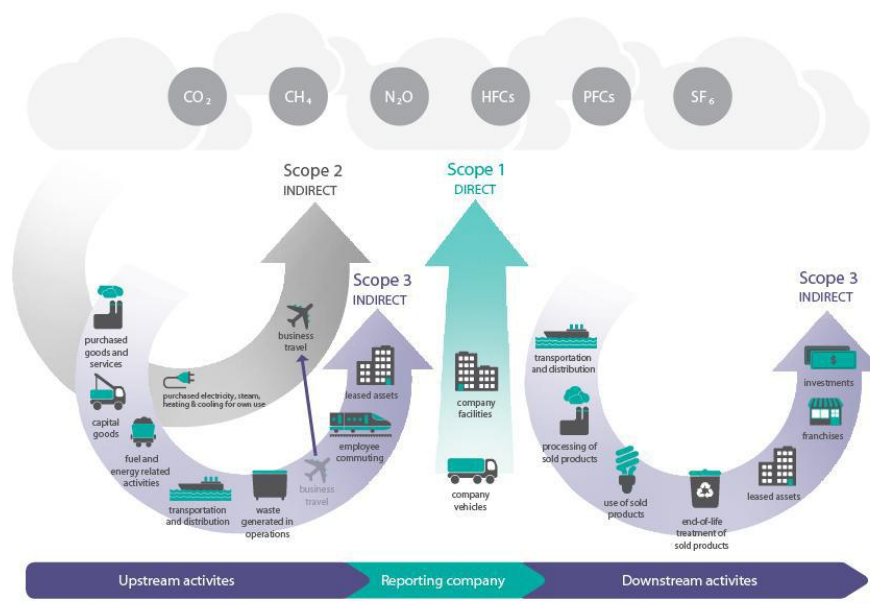 CO₂
CH₄
N₂O
HFCs
PFCs
SF₆
Scope 2
INDIRECT
Scope 1
DIRECT
Scope 3
INDIRECT
Scope 3
INDIRECT
purchased
goods and
services
capital
goods
fuel and
energy related
activities
transportation
and distribution
waste
generated in
operations
business
travel
employee
commuting
leased assets
purchased electricity, steam,
heating & cooling for own use
business
travel
company
facilities
company
vehicles
transportation
and distribution
processing of
sold products
use of sold
products
end-of-life
treatment of
sold products
leased assets
franchises
investments
Upstream activites
Reporting company
Downstream activites